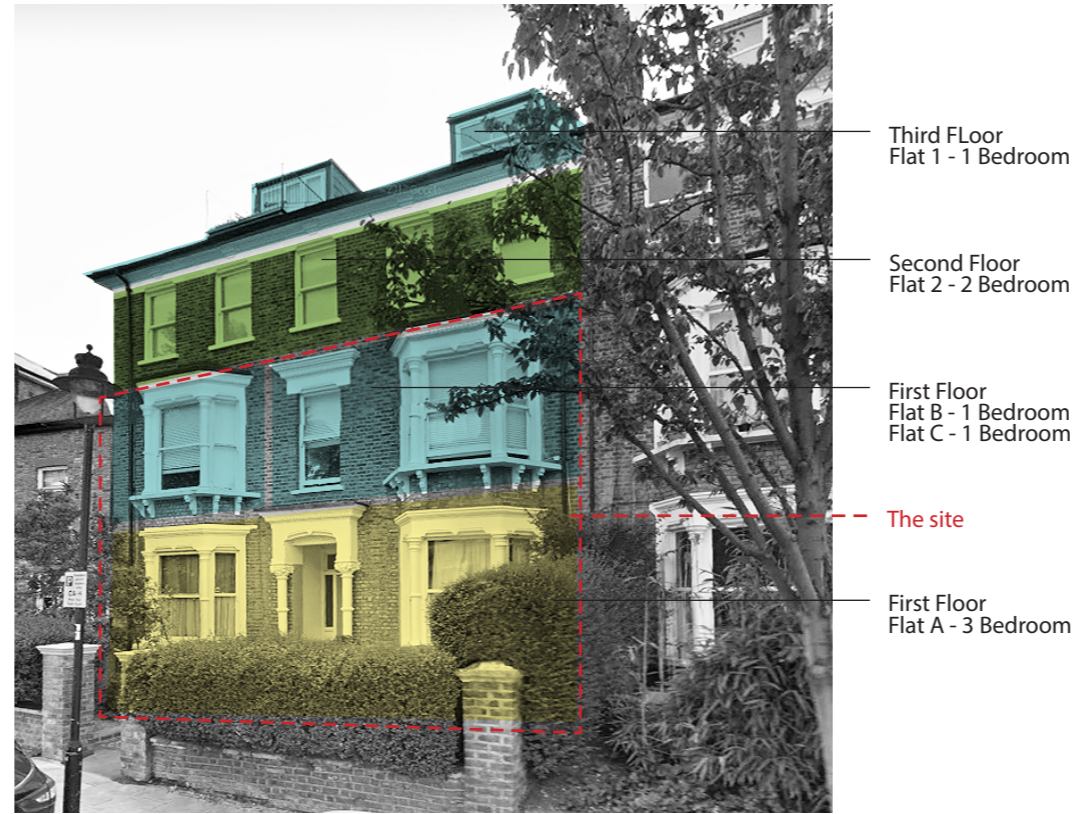 Third FLoor
Flat 1 - 1 Bedroom
Second Floor
Flat 2 - 2 Bedroom
First Floor
Flat B - 1 Bedroom
Flat C - 1 Bedroom
The site
First Floor
Flat A - 3 Bedroom
CA-H